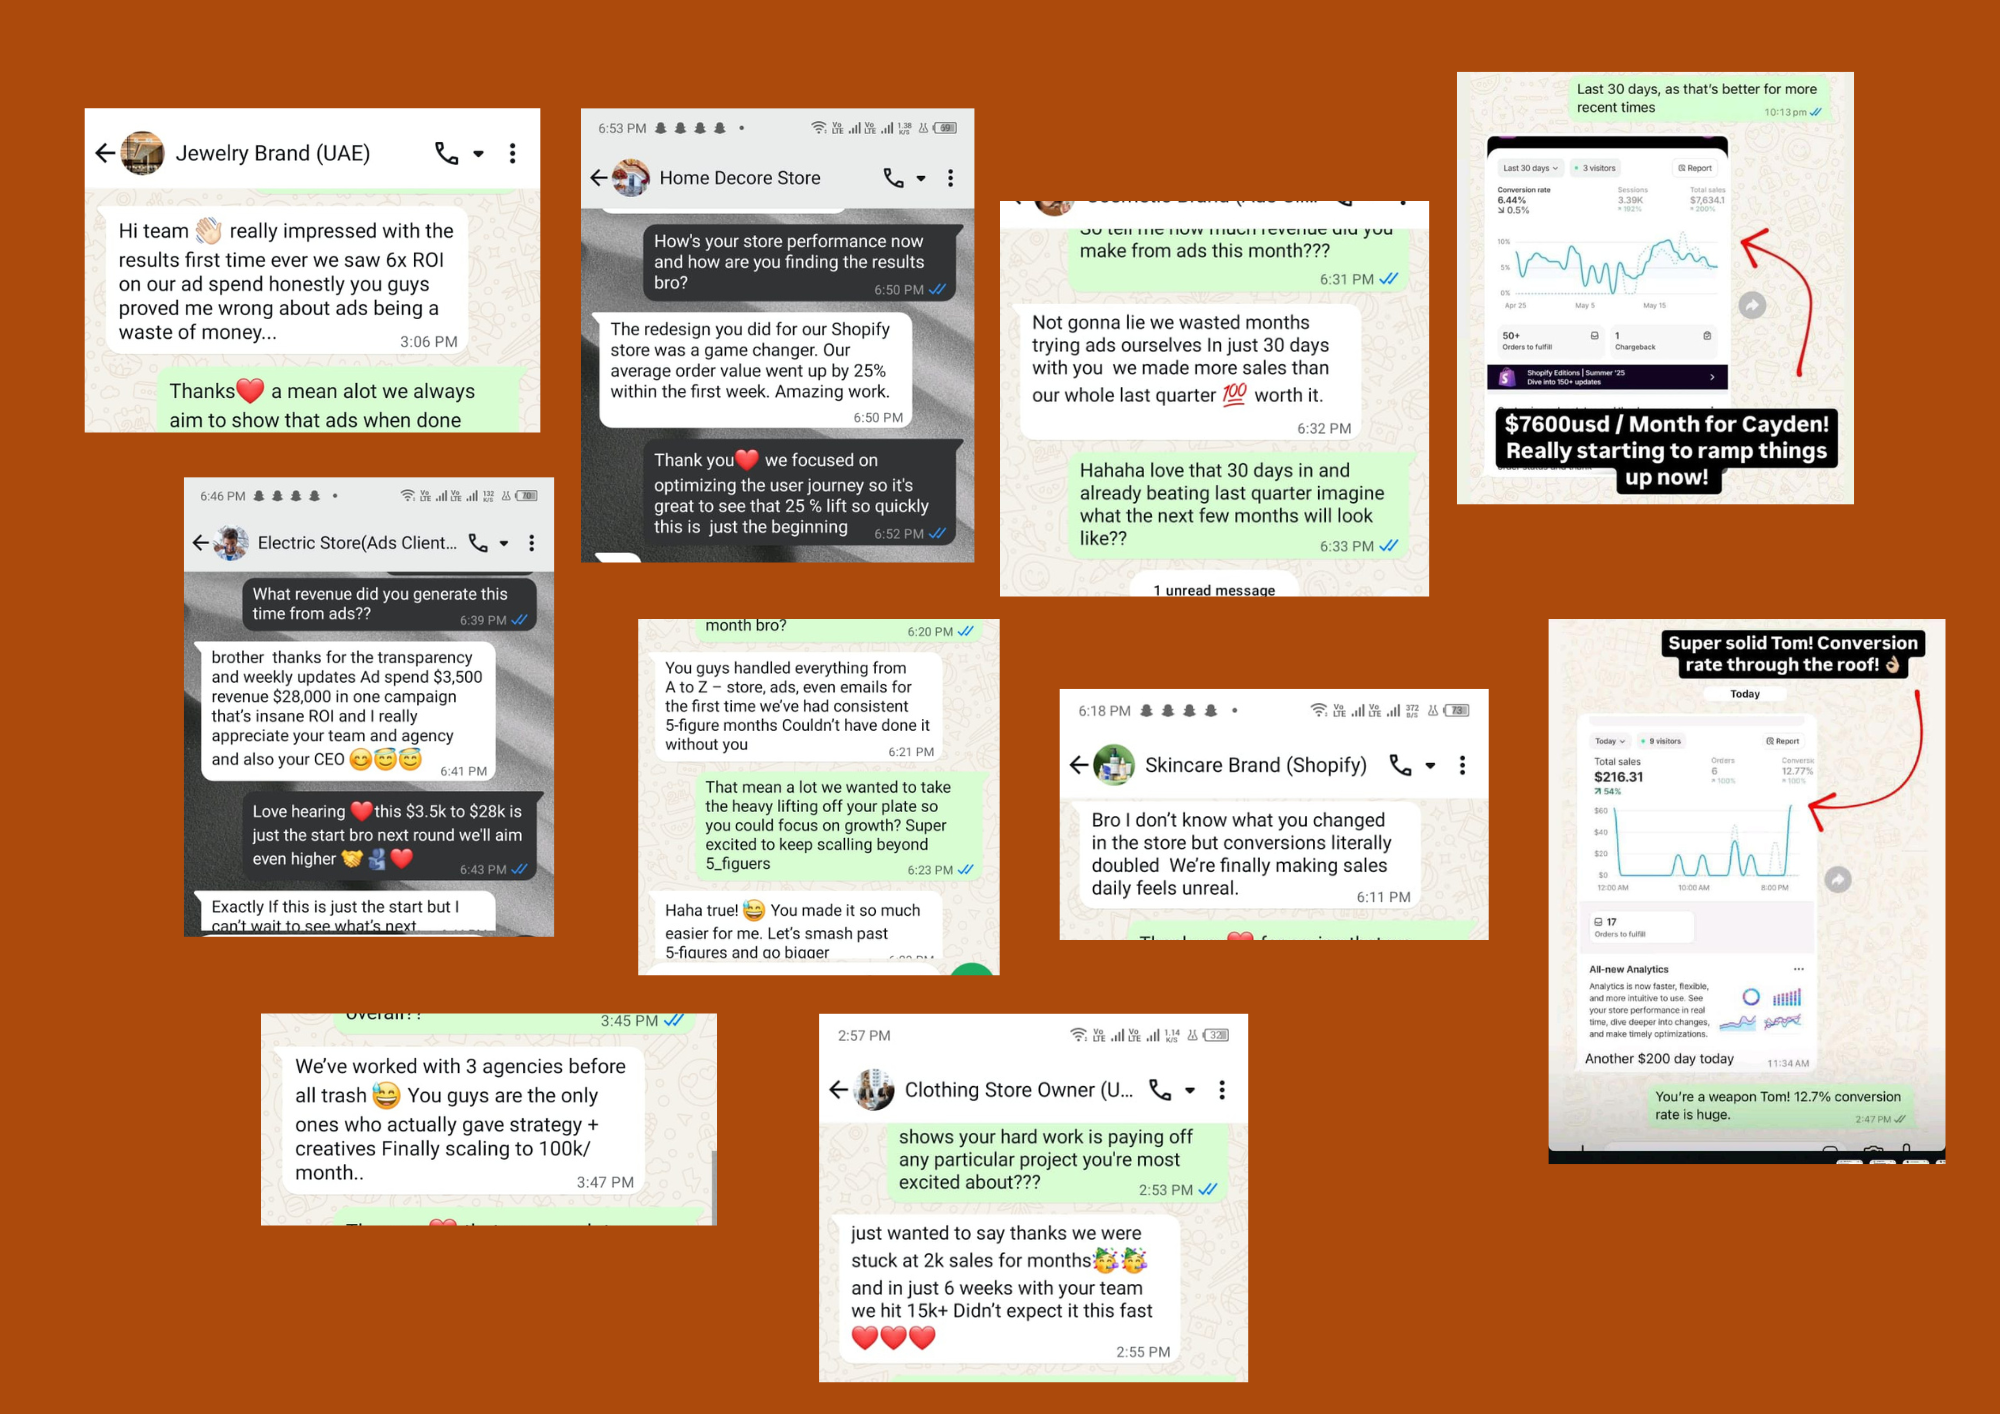 Jewelry Brand (UAE)
Hi team 👋🏻 really impressed with the
results first time ever we saw 6x ROI
on our ad spend honestly you guys
proved me wrong about ads being a
waste of money...
3:06 PM
Thanks❤️ a mean alot we always
aim to show that ads when done
6:53 PM
69
Home Decore Store
How's your store performance now
and how are you finding the results
bro?
6:50 PM
The redesign you did for our Shopify
store was a game changer. Our
average order value went up by 25%
within the first week. Amazing work.
6:50 PM
Thank you❤️ we focused on
optimizing the user journey so it's
great to see that 25 % lift so quickly
this is just the beginning
6:52 PM
So tell me how much revenue did you
make from ads this month???
6:31 PM
Not gonna lie we wasted months
trying ads ourselves In just 30 days
with you we made more sales than
our whole last quarter 💯 worth it.
6:32 PM
Hahaha love that 30 days in and
already beating last quarter imagine
what the next few months will look
like??
6:33 PM
1 unread message
Last 30 days, as that's better for more
recent times
10:13 pm
Last 30 days
3 visitors
Report
Conversion rate
6.44%
0.5%
Sessions
3.39K
192%
Total sales
$7,634.1
200%
10%
5%
0%
Apr 25
May 5
May 15
50+
Orders to fulfill
1
Chargeback
Shopify Editions | Summer '25
Dive into 150+ updates
$7600usd / Month for Cayden!
Really starting to ramp things
up now!
6:46 PM
70
Electric Store(Ads Client...
What revenue did you generate this
time from ads??
6:39 PM
brother thanks for the transparency
and weekly updates Ad spend $3,500
revenue $28,000 in one campaign
that's insane ROI and I really
appreciate your team and agency
and also your CEO 😊😇😇
6:41 PM
Love hearing ❤️this $3.5k to $28k is
just the start bro next round we'll aim
even higher 🤝🫂❤️
6:43 PM
Exactly If this is just the start but I
can't wait to see what's next
month bro?
6:20 PM
You guys handled everything from
A to Z – store, ads, even emails for
the first time we've had consistent
5-figure months Couldn't have done it
without you
6:21 PM
That mean a lot we wanted to take
the heavy lifting off your plate so
you could focus on growth? Super
excited to keep scalling beyond
5_figuers
6:23 PM
Haha true! 😅 You made it so much
easier for me. Let's smash past
5-figures and go bigger
6:18 PM
73
Skincare Brand (Shopify)
Bro I don't know what you changed
in the store but conversions literally
doubled We're finally making sales
daily feels unreal.
6:11 PM
Super solid Tom! Conversion
rate through the roof! 👌🏼
Today
Today
9 visitors
Report
Total sales
$216.31
54%
Orders
6
100%
Convers
12.77%
100%
$60
$40
$20
$0
12:00 AM
10:00 AM
8:00 PM
17
Orders to fulfill
All-new Analytics
Analytics is now faster, flexible,
and more intuitive to use. See
your store performance in real
time, dive deeper into changes,
and make timely optimizations.
Another $200 day today
11:34 AM
You're a weapon Tom! 12.7% conversion
rate is huge.
2:47 PM
overall??
3:45 PM
We've worked with 3 agencies before
all trash 😅 You guys are the only
ones who actually gave strategy +
creatives Finally scaling to 100k/
month..
3:47 PM
2:57 PM
32
Clothing Store Owner (U...
shows your hard work is paying off
any particular project you're most
excited about???
2:53 PM
just wanted to say thanks we were
stuck at 2k sales for months🥳🥳
and in just 6 weeks with your team
we hit 15k+ Didn't expect it this fast
❤️❤️❤️
2:55 PM